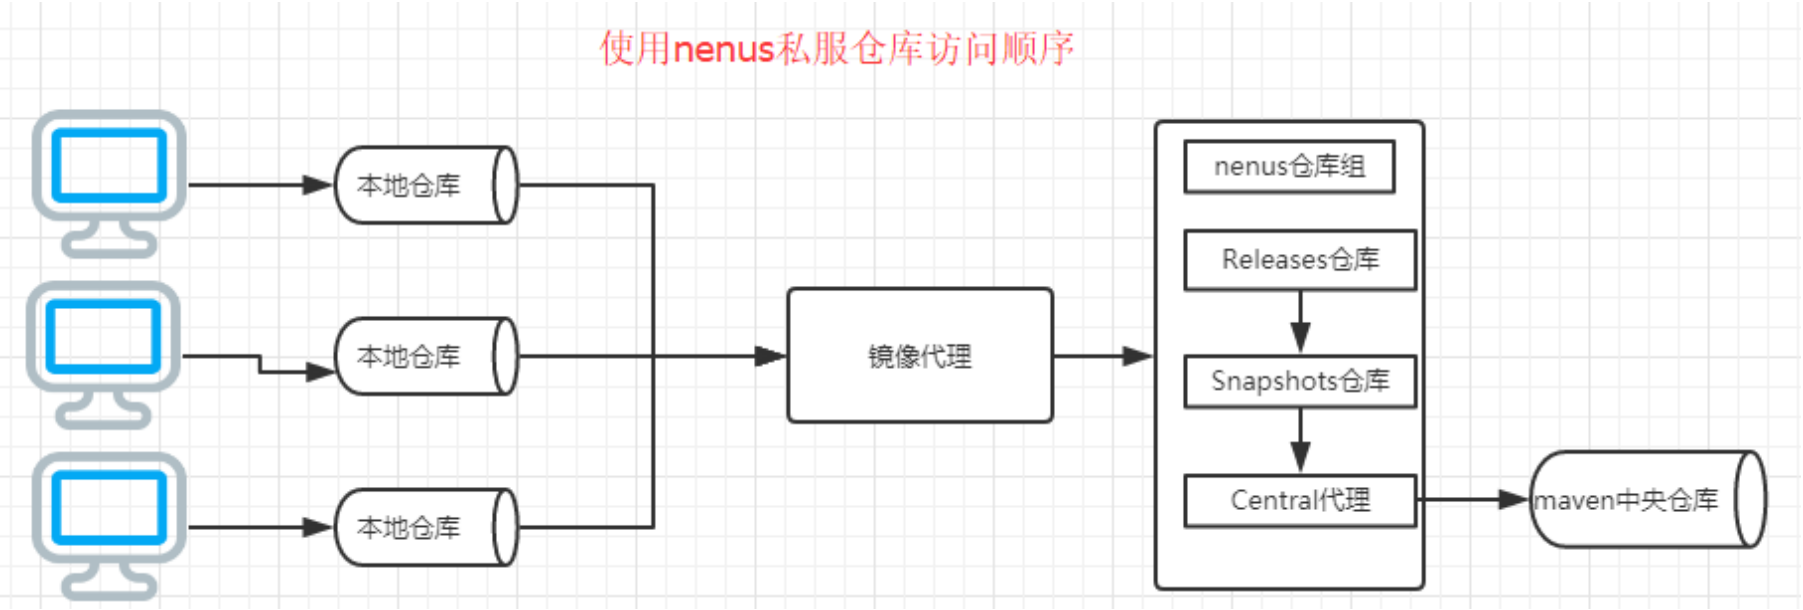 使用nenus私服仓库访问顺序
本地仓库
本地仓库
本地仓库
镜像代理
nenus仓库组
Releases仓库
Snapshots仓库
Central代理
maven中央仓库